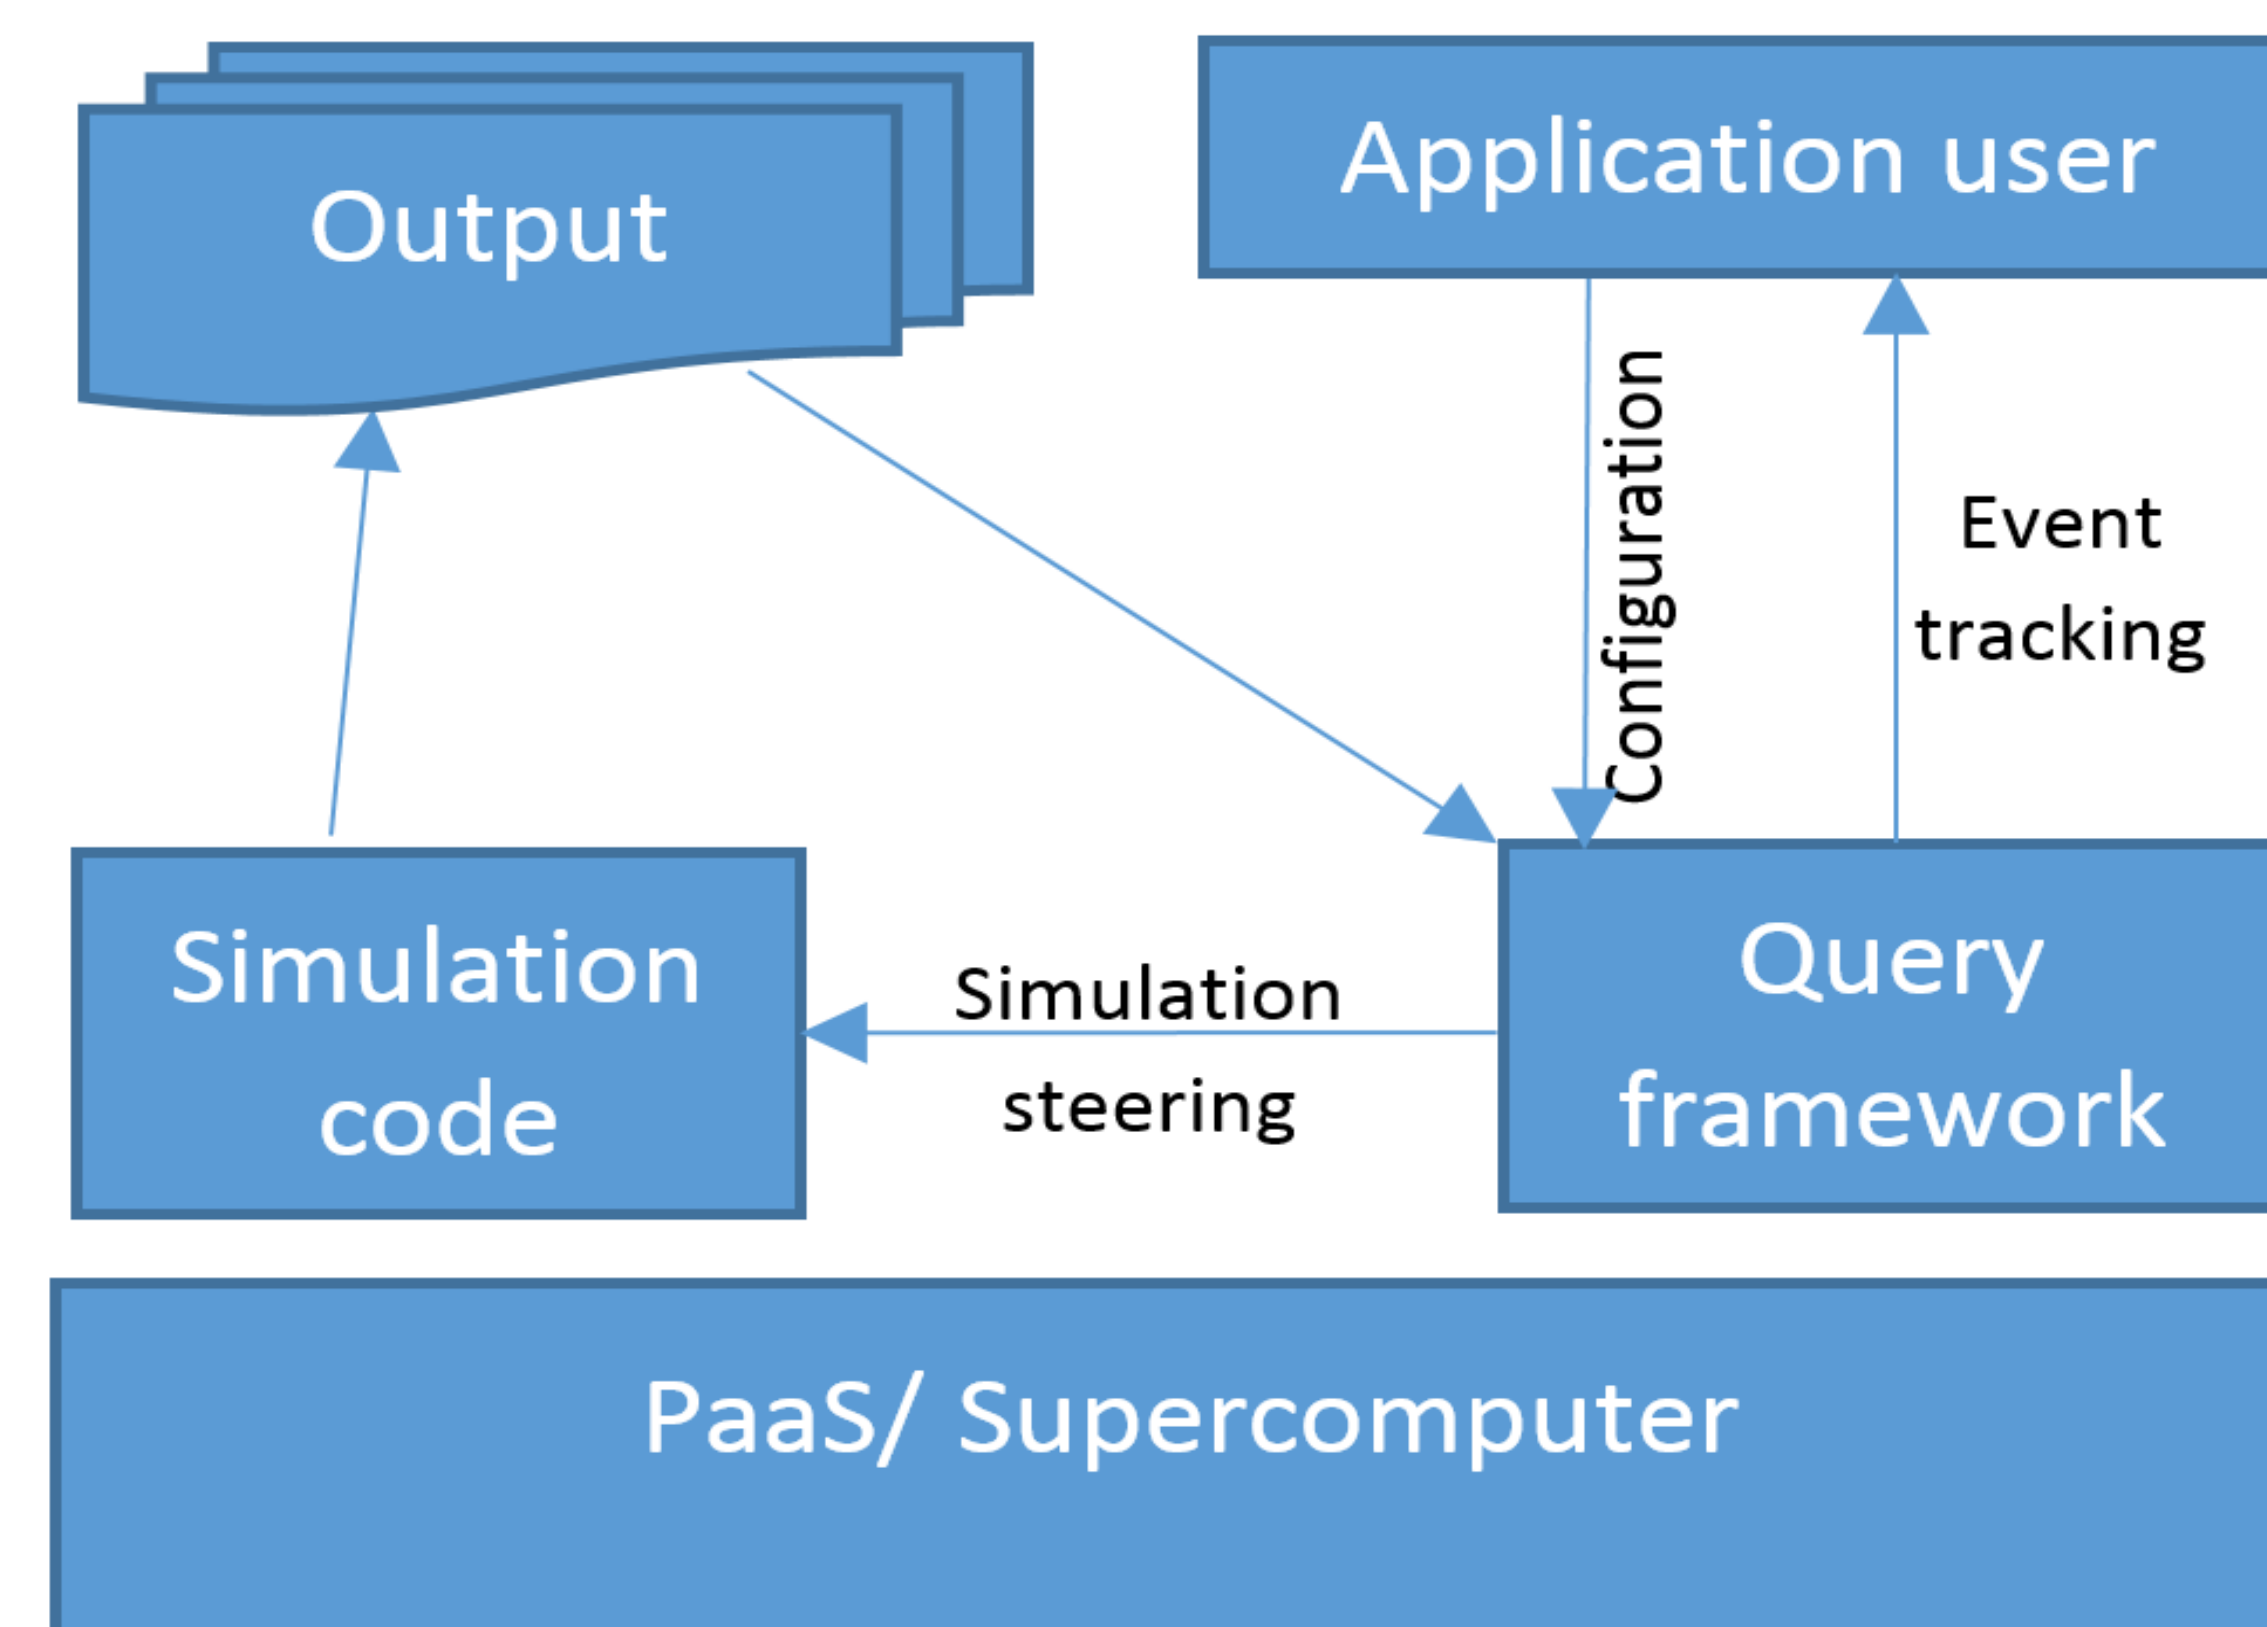 Output
Application user
Configuration
Event
tracking
Simulation
code
Simulation
steering
Query
framework
PaaS/ Supercomputer